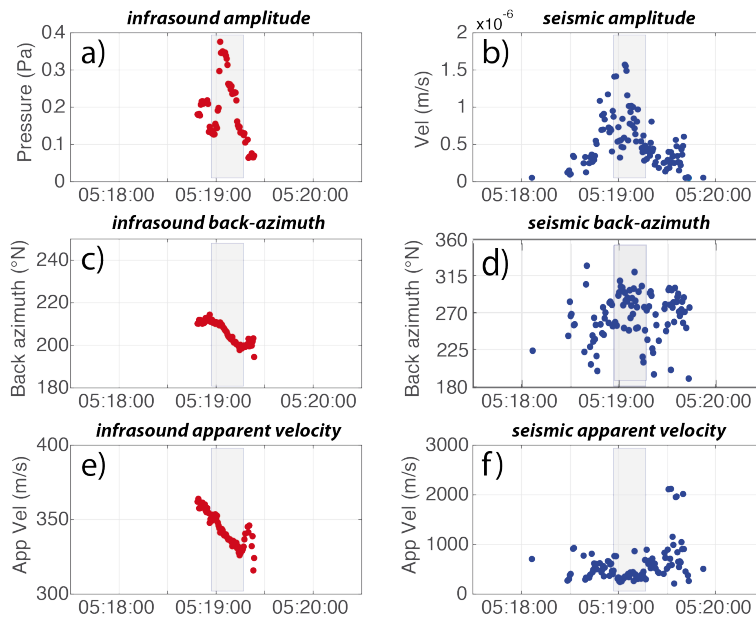 infrasound amplitude
a)
Pressure (Pa)
0.4
0.3
0.2
0.1
0
05:18:00 05:19:00 05:20:00
seismic amplitude
x10⁻⁶
b)
Vel (m/s)
2
1.5
1
0.5
0
05:18:00 05:19:00 05:20:00
infrasound back-azimuth
c)
Back azimuth (°N)
240
220
200
180
05:18:00 05:19:00 05:20:00
seismic back-azimuth
d)
Back azimuth (°N)
360
315
270
225
180
05:18:00 05:19:00 05:20:00
infrasound apparent velocity
e)
App Vel (m/s)
400
350
300
05:18:00 05:19:00 05:20:00
seismic apparent velocity
f)
App Vel (m/s)
3000
2000
1000
0
05:18:00 05:19:00 05:20:00